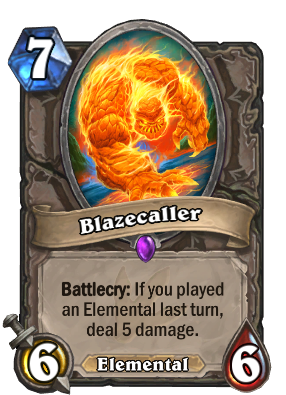 7
Blazecaller
Battlecry: If you played
an Elemental last turn,
deal 5 damage.
6
Elemental
6